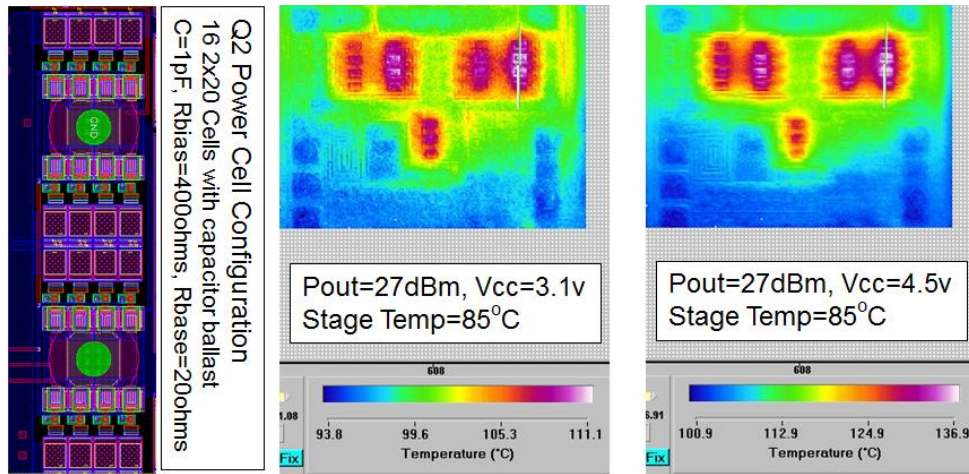 GND
Q2 Power Cell Configuration
16 2x20 Cells with capacitor ballast
C=1pF, Rbias=400ohms, Rbase=20ohms
Pout=27dBm, Vcc=3.1v
Stage Temp=85°C
608
1.08
93.8 99.6 105.3 111.1
Temperature (°C)
Fix
Pout=27dBm, Vcc=4.5v
Stage Temp=85°C
608
6.91
100.9 112.9 124.9 136.9
Temperature (°C)
Fix